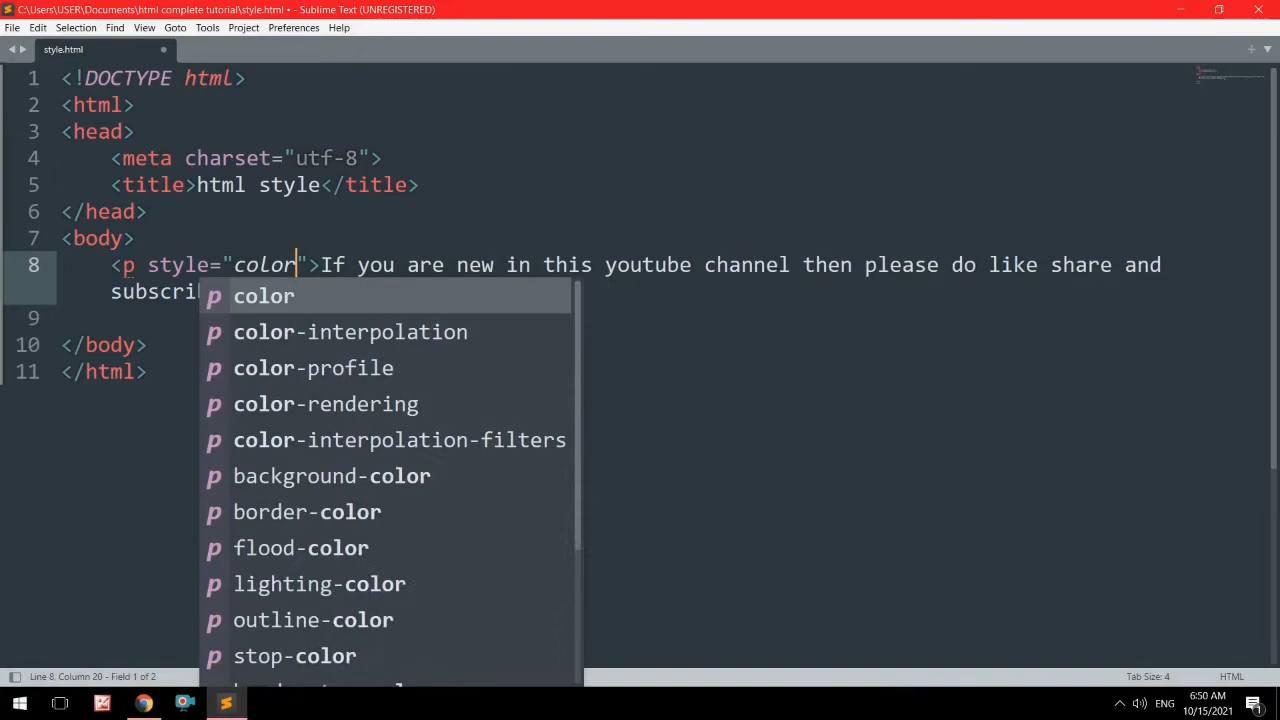 C:\Users\USER\Documents\html complete tutorial\style.html • - Sublime Text (UNREGISTERED)
File Edit Selection Find View Goto Tools Project Preferences Help
style.html
1 <!DOCTYPE html>
2 <html>
3 <head>
4 <meta charset="utf-8">
5 <title>html style</title>
6 </head>
7 <body>
8 <p style="color">If you are new in this youtube channel then please do like share and
subscri
9
10 </body>
11 </html>
p color
p color-interpolation
p color-profile
p color-rendering
p color-interpolation-filters
p background-color
p border-color
p flood-color
p lighting-color
p outline-color
p stop-color
Line 8, Column 20 - Field 1 of 2
Tab Size: 4
HTML
ENG
6:50 AM
10/15/2021
1